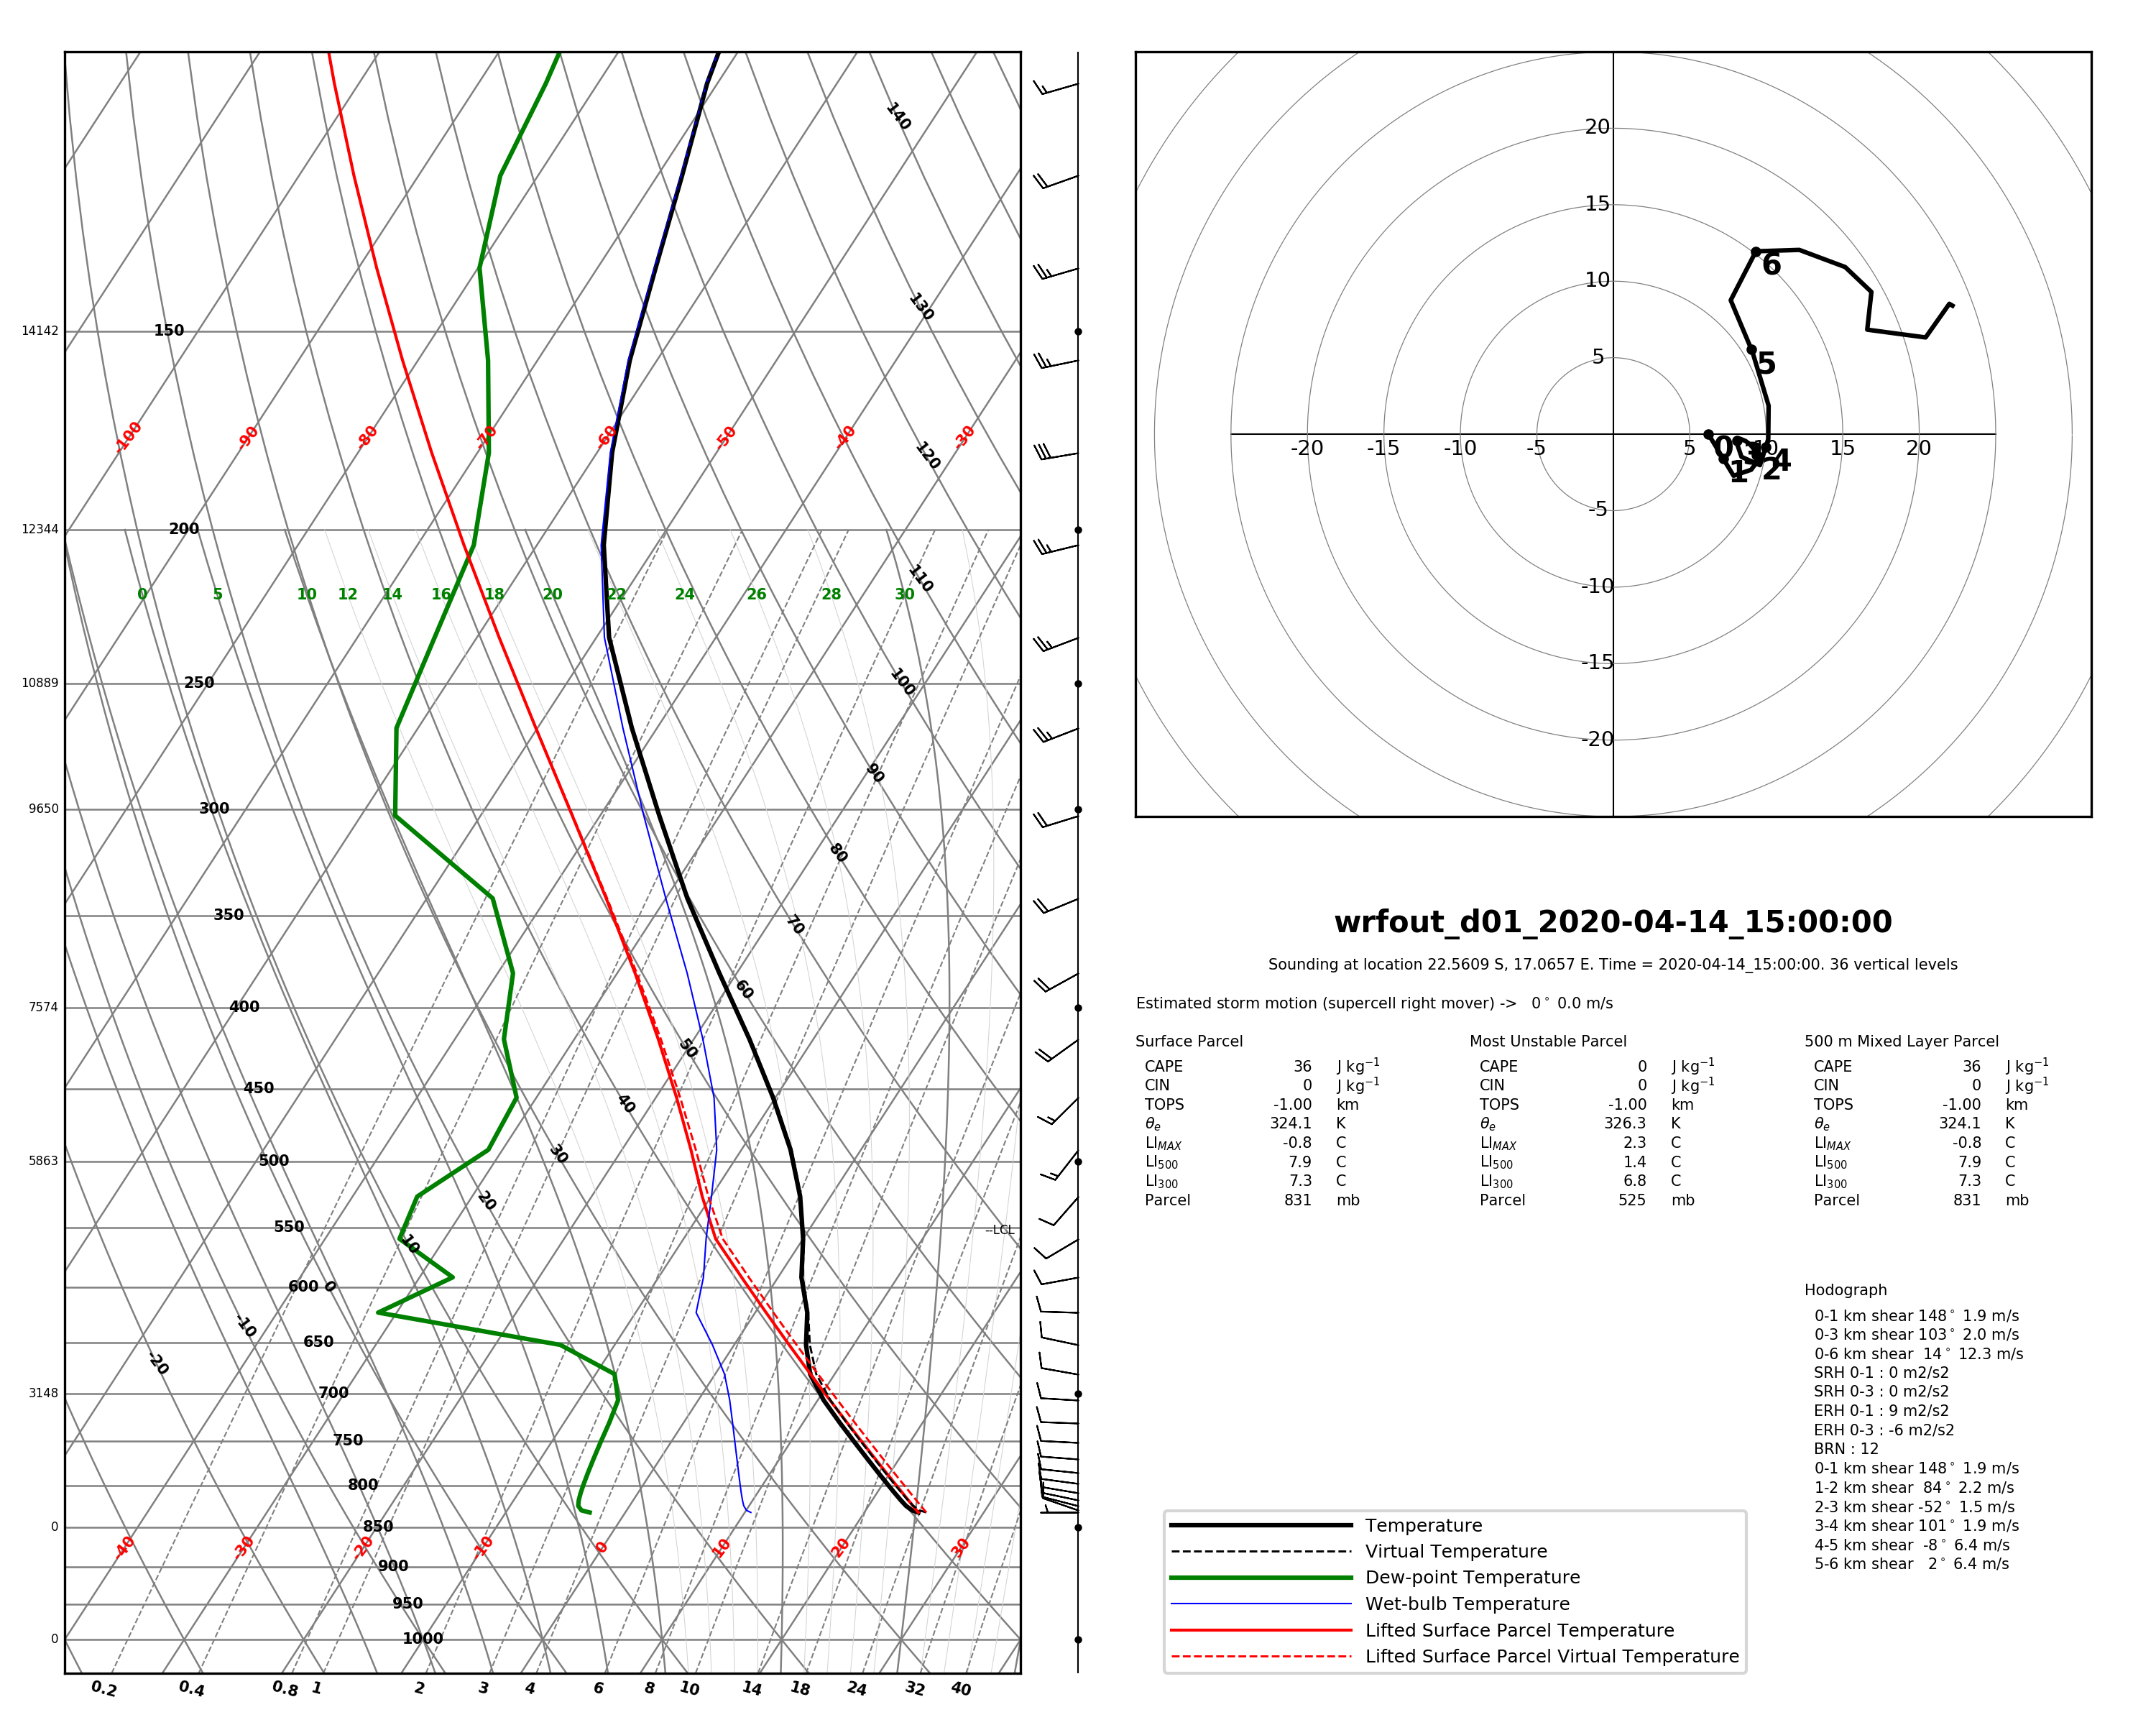 140
130
14142 150
120
-100 -90 -80 -70 -60 -50 -40 -30
12344 200
110
0 5 10 12 14 16 18 20 22 24 26 28 30
100
10889 250
90
9650 300
80
350
70
60
7574 400
50
450
40
5863 500
30
20
550 --LCL
10
600 0
-10
650
-20
3148 700
750
800
0 850
-40 -30 -20 -10 0 10 20 30
900
950
0 1000
0.2 0.4 0.8 1 2 3 4 6 8 10 14 18 24 32 40
20
15
6
10
5
5
-20 -15 -10 -5 5 10 15 20
0 1 2 3 4
-5
-10
-15
-20
wrfout_d01_2020-04-14_15:00:00
Sounding at location 22.5609 S, 17.0657 E. Time = 2020-04-14_15:00:00. 36 vertical levels
Estimated storm motion (supercell right mover) -> 0° 0.0 m/s
Surface Parcel
CAPE 36 J kg⁻¹
CIN 0 J kg⁻¹
TOPS -1.00 km
θe 324.1 K
LI_MAX -0.8 C
LI500 7.9 C
LI300 7.3 C
Parcel 831 mb
Most Unstable Parcel
CAPE 0 J kg⁻¹
CIN 0 J kg⁻¹
TOPS -1.00 km
θe 326.3 K
LI_MAX 2.3 C
LI500 1.4 C
LI300 6.8 C
Parcel 525 mb
500 m Mixed Layer Parcel
CAPE 36 J kg⁻¹
CIN 0 J kg⁻¹
TOPS -1.00 km
θe 324.1 K
LI_MAX -0.8 C
LI500 7.9 C
LI300 7.3 C
Parcel 831 mb
Hodograph
0-1 km shear 148° 1.9 m/s
0-3 km shear 103° 2.0 m/s
0-6 km shear 14° 12.3 m/s
SRH 0-1 : 0 m2/s2
SRH 0-3 : 0 m2/s2
ERH 0-1 : 9 m2/s2
ERH 0-3 : -6 m2/s2
BRN : 12
0-1 km shear 148° 1.9 m/s
1-2 km shear 84° 2.2 m/s
2-3 km shear -52° 1.5 m/s
3-4 km shear 101° 1.9 m/s
4-5 km shear -8° 6.4 m/s
5-6 km shear 2° 6.4 m/s
Temperature
Virtual Temperature
Dew-point Temperature
Wet-bulb Temperature
Lifted Surface Parcel Temperature
Lifted Surface Parcel Virtual Temperature